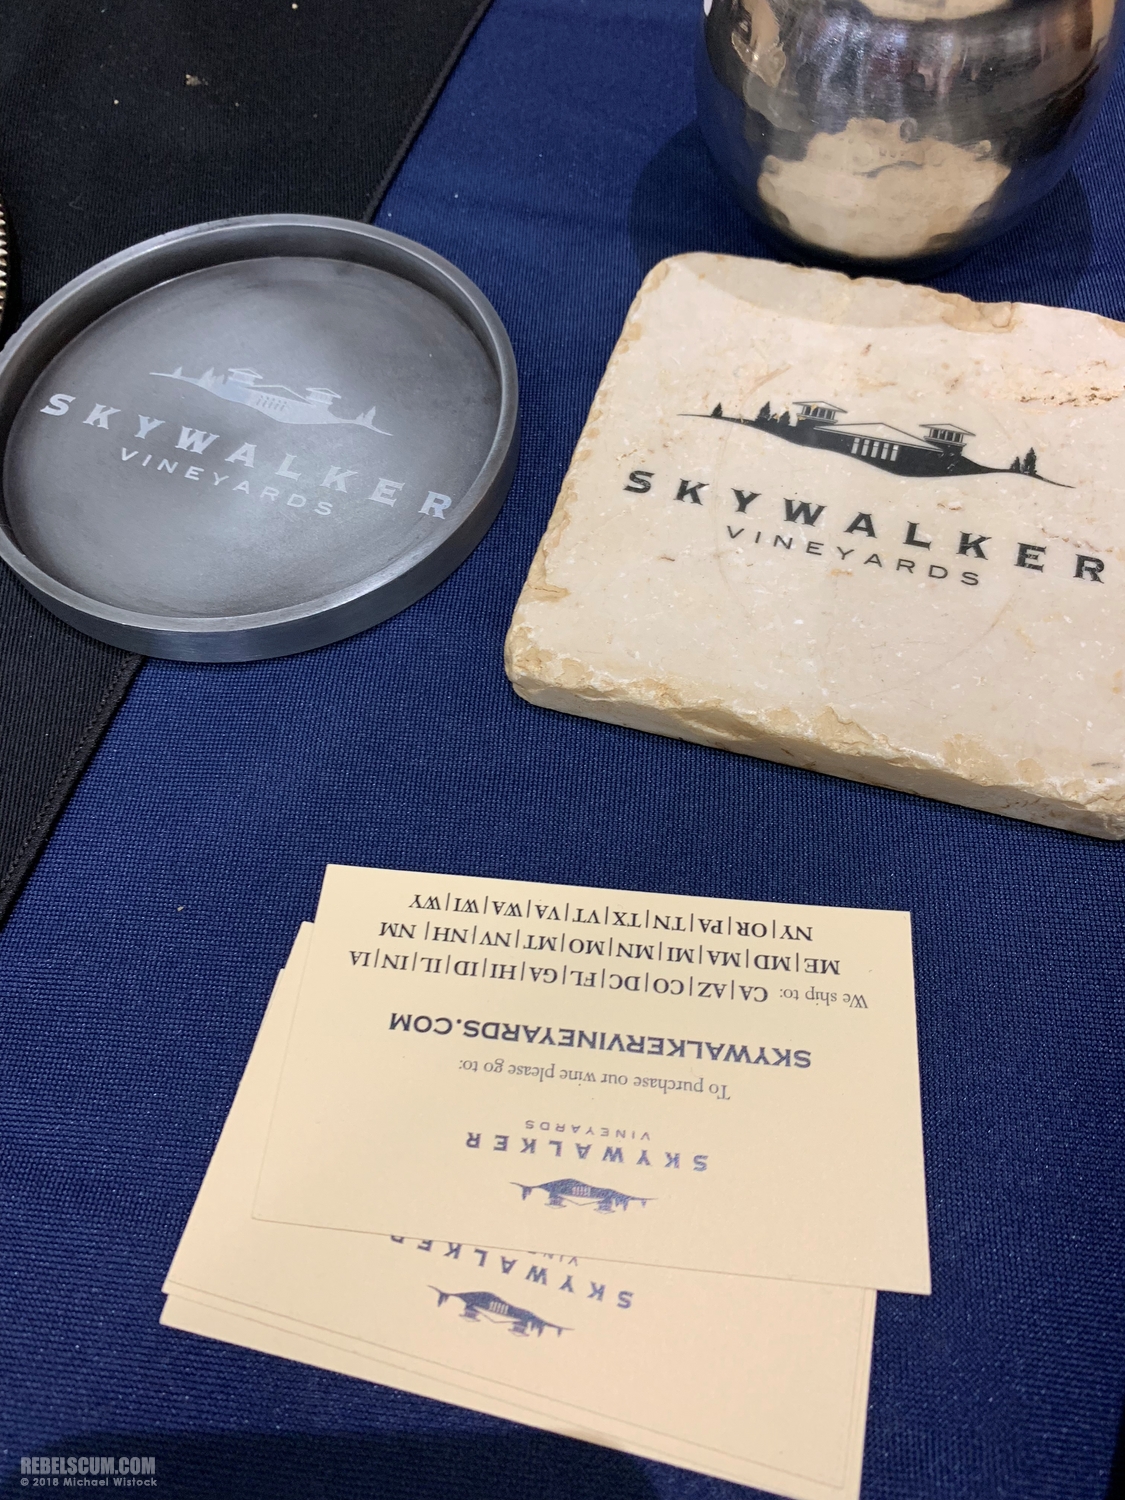 SKYWALKER
VINEYARDS
SKYWALKER
VINEYARDS
SKYWALKER
VINEYARDS
To purchase our wine please go to:
SKYWALKERVINEYARDS.COM
We ship to: CA|AZ|CO|DC|FL|GA|HI|ID|IL|IN|IA
ME|MD|MA|MI|MN|MO|MT|NV|NH|NM
NY|OR|PA|TN|TX|VT|VA|WA|WI|WY
SKYWALKER
VINE
REBELSCUM.COM
© 2018 Michael Wistock